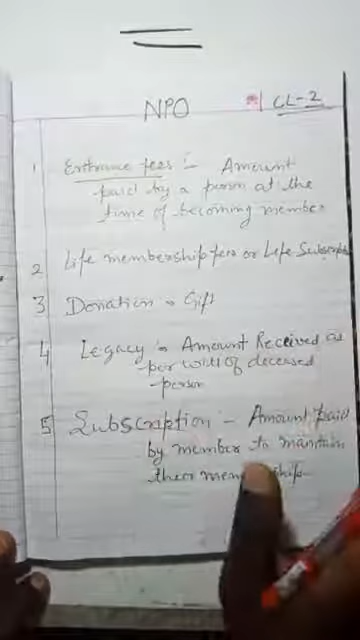 NPO
CL-2
1 Entrance fees :- Amount
paid by a person at the
time of becoming member
2 Life membership fees or Life Subscription
3 Donation :- Gift
4 Legacy :- Amount Received as
per will of deceased
person
5 Subscription :- Amount paid
by member to maintain
their membership